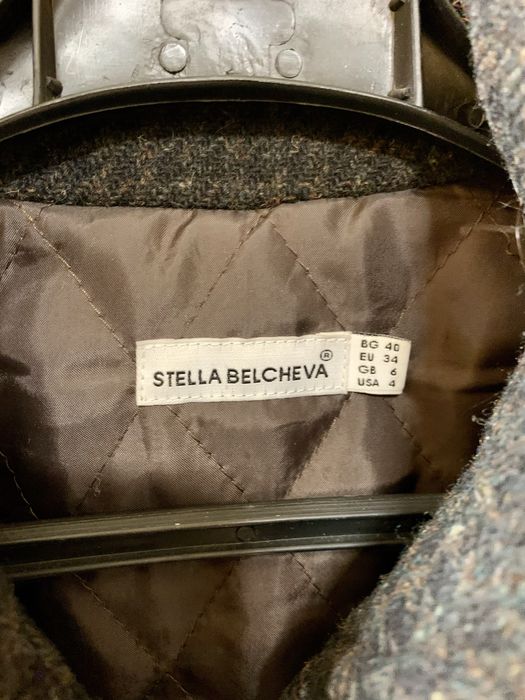 STELLA BELCHEVA ®
BG 40
EU 34
GB 6
USA 4